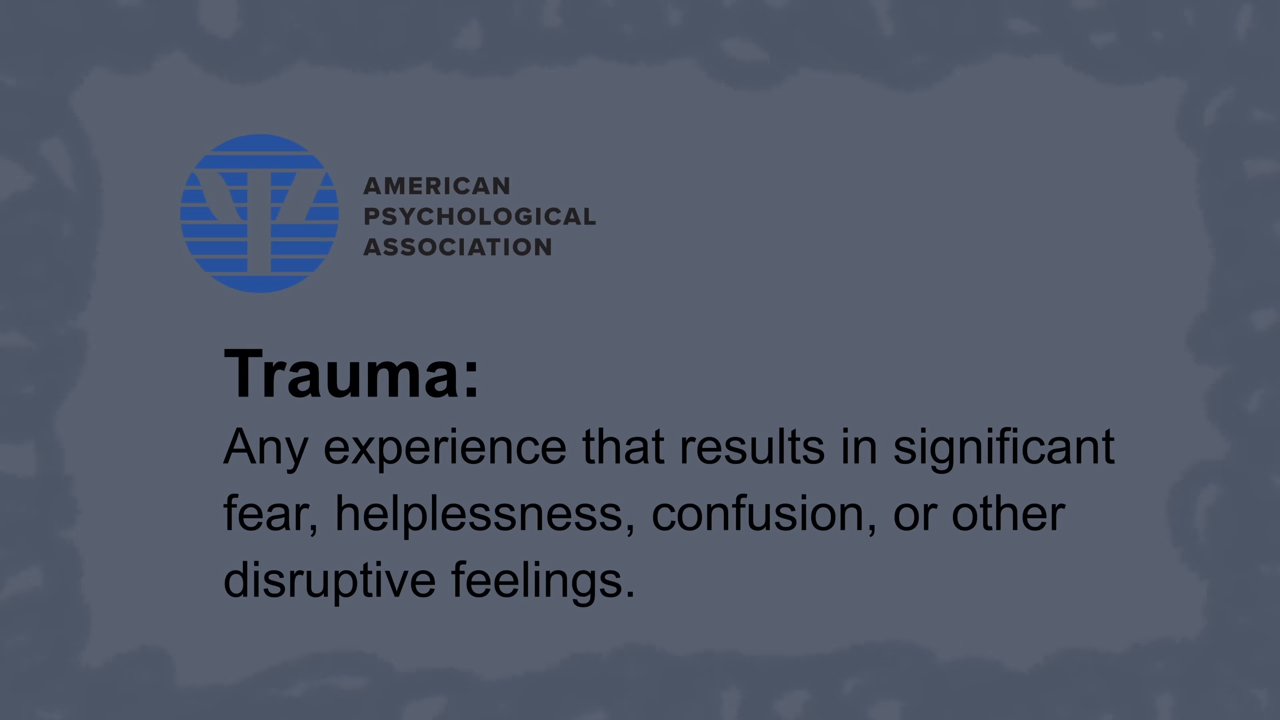 AMERICAN
PSYCHOLOGICAL
ASSOCIATION
Trauma:
Any experience that results in significant
fear, helplessness, confusion, or other
disruptive feelings.